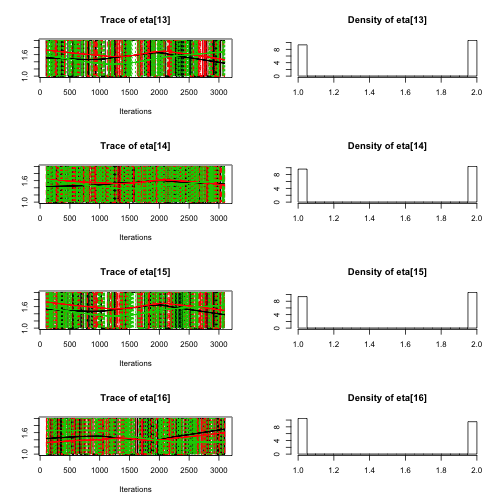 Trace of eta[13]
1.0 1.6
0 500 1000 1500 2000 2500 3000
Iterations
Density of eta[13]
0 4 8
1.0 1.2 1.4 1.6 1.8 2.0
Trace of eta[14]
1.0 1.6
0 500 1000 1500 2000 2500 3000
Iterations
Density of eta[14]
0 4 8
1.0 1.2 1.4 1.6 1.8 2.0
Trace of eta[15]
1.0 1.6
0 500 1000 1500 2000 2500 3000
Iterations
Density of eta[15]
0 4 8
1.0 1.2 1.4 1.6 1.8 2.0
Trace of eta[16]
1.0 1.6
0 500 1000 1500 2000 2500 3000
Iterations
Density of eta[16]
0 4 8
1.0 1.2 1.4 1.6 1.8 2.0